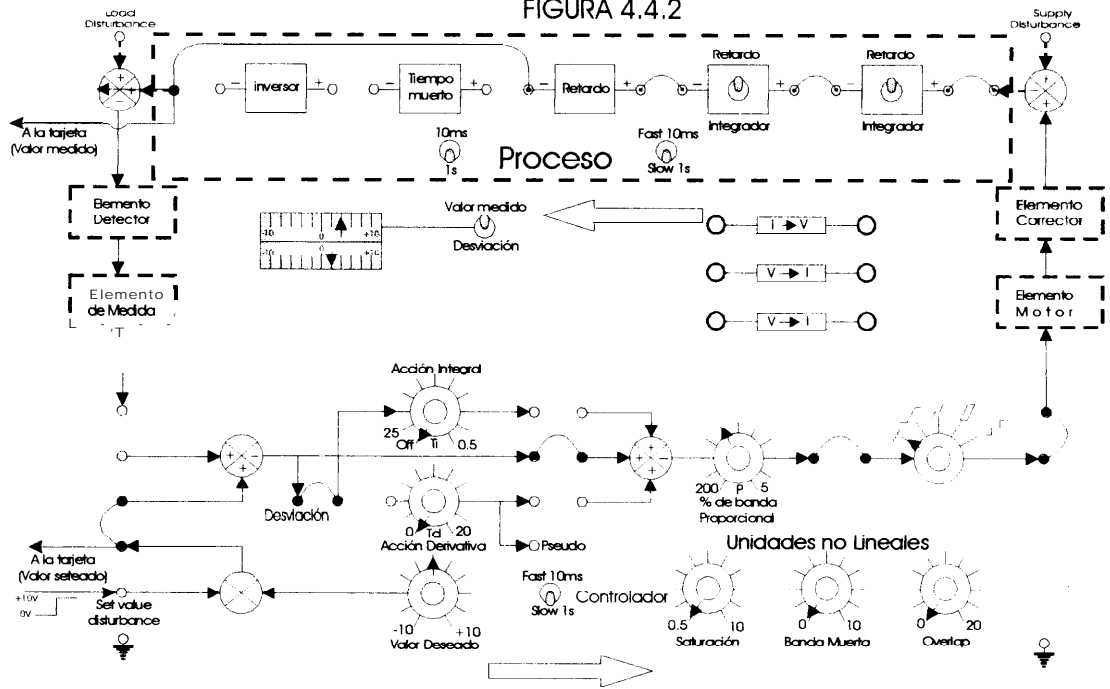 FIGURA 4.4.2
Load
Disturbance
Supply
Disturbance
Retardo
Retardo
inversor
Tiempo
muerto
Retardo
Integrador
Integrador
A la tarjeta
(Valor medido)
10ms
1s
Proceso
Fast 10ms
Slow 1s
Elemento
Detector
Elemento
Corrector
Valor medido
Desviación
-10 0 +10
-10 0 +10
I V
V I
V I
Elemento
de Medida
Elemento
Motor
Acción Integral
25 Off Ti 0.5
Desviación
0 Td 20
Acción Derivativa
Pseudo
200 P 5
% de banda
Proporcional
A la tarjeta
(Valor seteado)
+10V
0V
Set value
disturbance
-10 +10
Valor Deseado
Fast 10ms
Slow 1s
Controlador
Unidades no Lineales
0.5 10
Saturación
0 10
Banda Muerta
0 20
Overlap